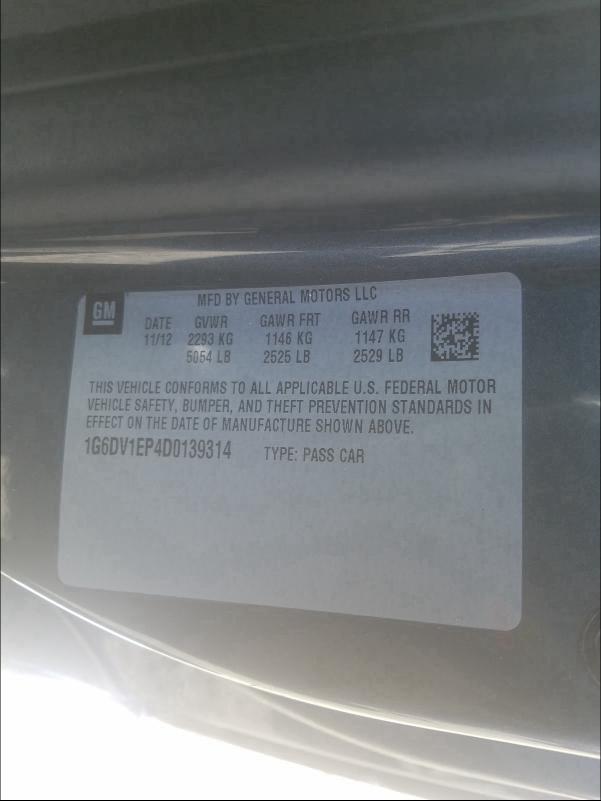 GM
MFD BY GENERAL MOTORS LLC
DATE GVWR GAWR FRT GAWR RR
11/12 2293 KG 1146 KG 1147 KG
5054 LB 2525 LB 2529 LB
THIS VEHICLE CONFORMS TO ALL APPLICABLE U.S. FEDERAL MOTOR
VEHICLE SAFETY, BUMPER, AND THEFT PREVENTION STANDARDS IN
EFFECT ON THE DATE OF MANUFACTURE SHOWN ABOVE.
1G6DV1EP4D0139314 TYPE: PASS CAR